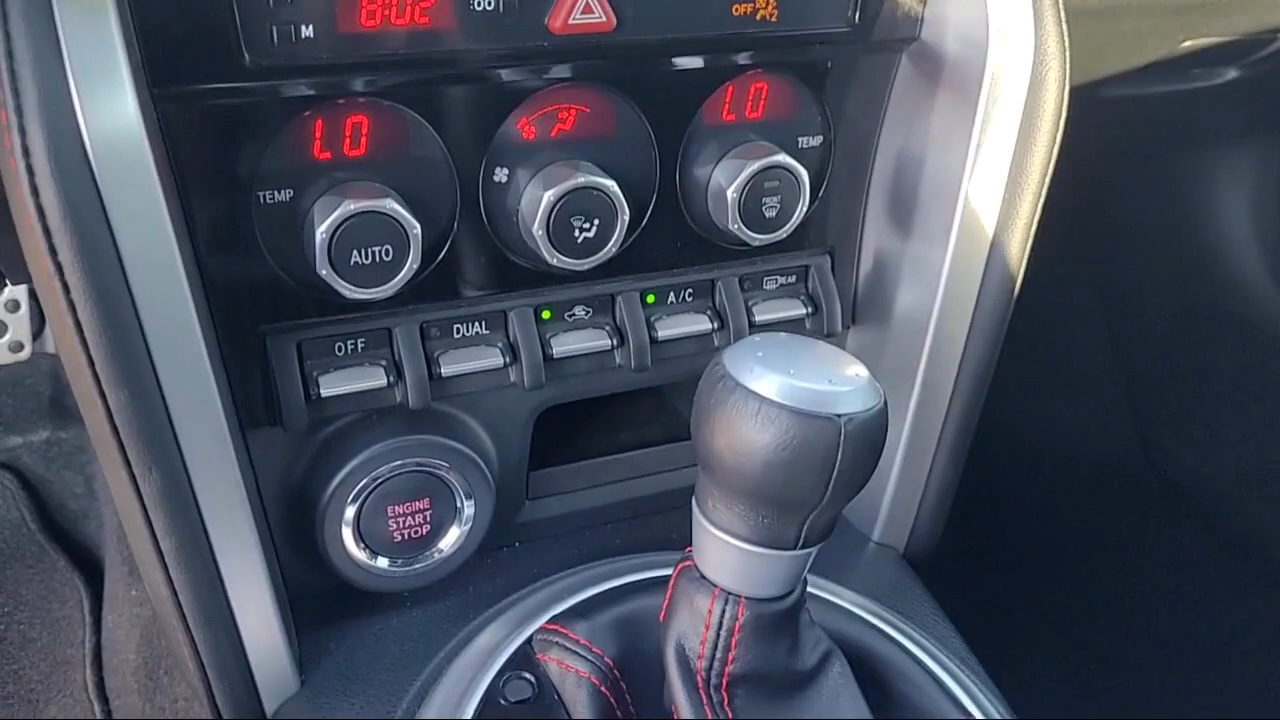 M
8:02
:00
OFF
LO
LO
TEMP
TEMP
AUTO
FRONT
OFF
DUAL
A/C
REAR
ENGINE
START
STOP